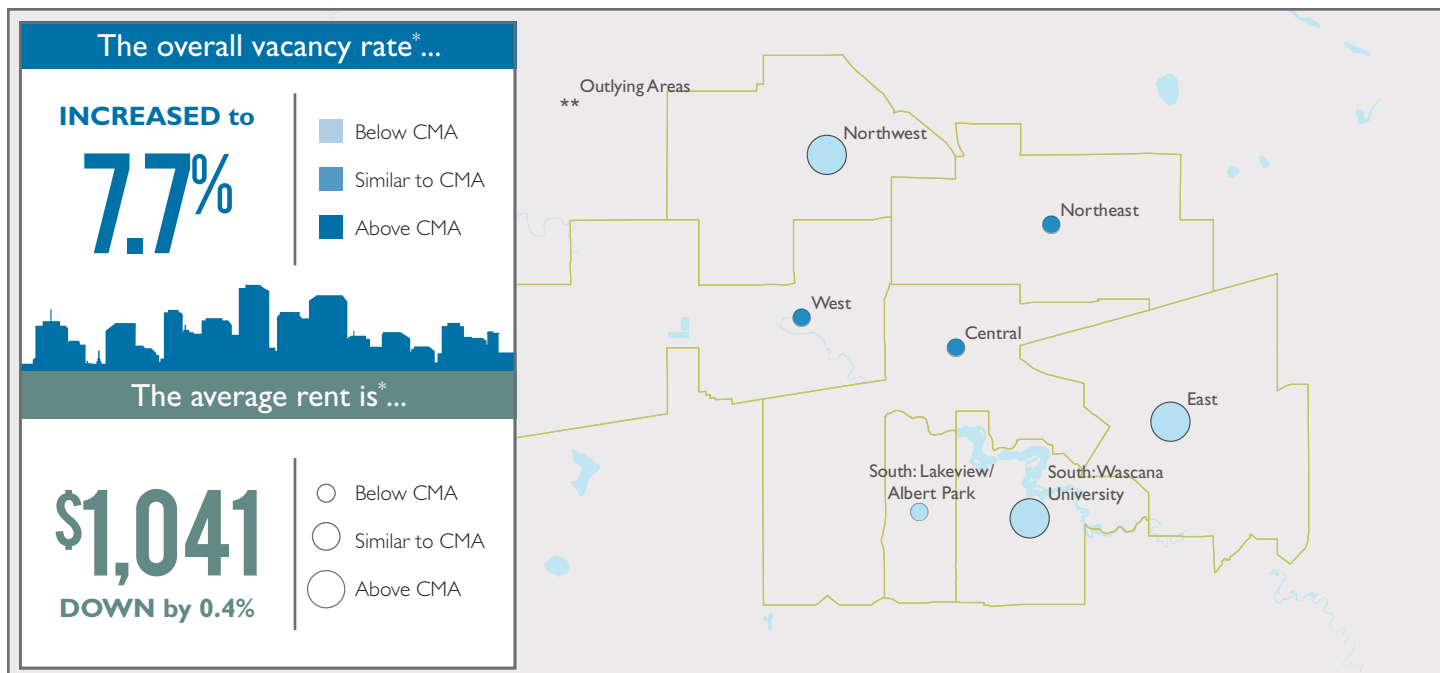 The overall vacancy rate*...
INCREASED to
7.7%
Below CMA
Similar to CMA
Above CMA
The average rent is*...
$1,041
DOWN by 0.4%
Below CMA
Similar to CMA
Above CMA
Outlying Areas
**
Northwest
Northeast
West
Central
East
South: Lakeview/
Albert Park
South: Wascana
University